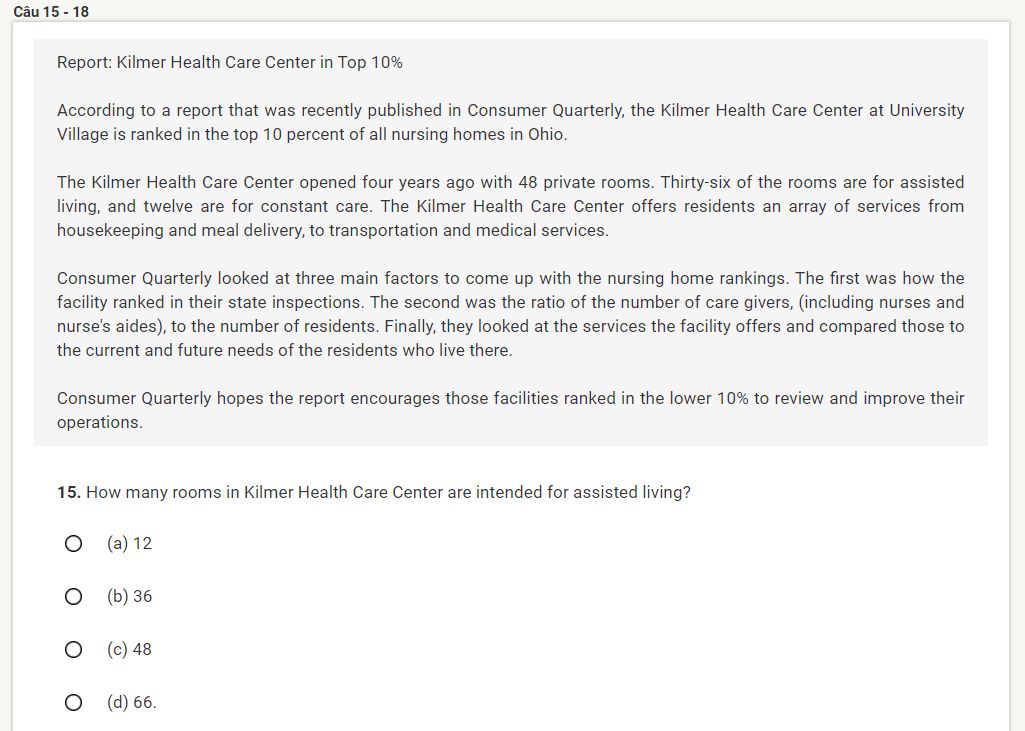 Câu 15 - 18
Report: Kilmer Health Care Center in Top 10%
According to a report that was recently published in Consumer Quarterly, the Kilmer Health Care Center at University
Village is ranked in the top 10 percent of all nursing homes in Ohio.
The Kilmer Health Care Center opened four years ago with 48 private rooms. Thirty-six of the rooms are for assisted
living, and twelve are for constant care. The Kilmer Health Care Center offers residents an array of services from
housekeeping and meal delivery, to transportation and medical services.
Consumer Quarterly looked at three main factors to come up with the nursing home rankings. The first was how the
facility ranked in their state inspections. The second was the ratio of the number of care givers, (including nurses and
nurse's aides), to the number of residents. Finally, they looked at the services the facility offers and compared those to
the current and future needs of the residents who live there.
Consumer Quarterly hopes the report encourages those facilities ranked in the lower 10% to review and improve their
operations.
15. How many rooms in Kilmer Health Care Center are intended for assisted living?
(a) 12
(b) 36
(c) 48
(d) 66.